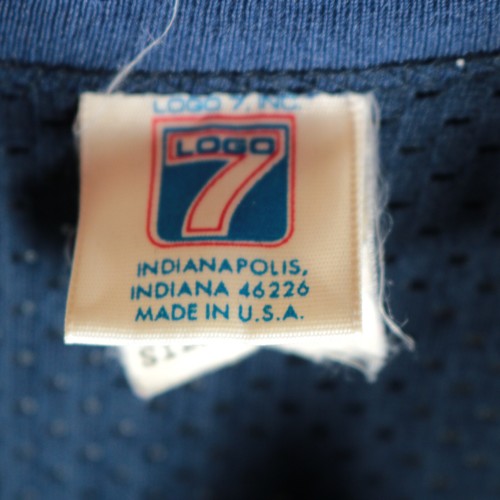 LOGO 7, INC.
LOGO
7
INDIANAPOLIS,
INDIANA 46226
MADE IN U.S.A.